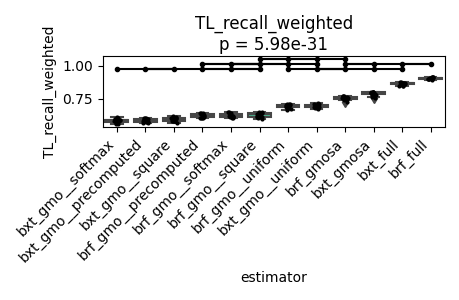 TL_recall_weighted
p = 5.98e-31
TL_recall_weighted
1.00
0.75
bxt_gmo__softmax
bxt_gmo__precomputed
bxt_gmo__square
brf_gmo__precomputed
brf_gmo__softmax
brf_gmo__square
brf_gmo__uniform
bxt_gmo__uniform
brf_gmosa
bxt_gmosa
bxt_full
brf_full
estimator